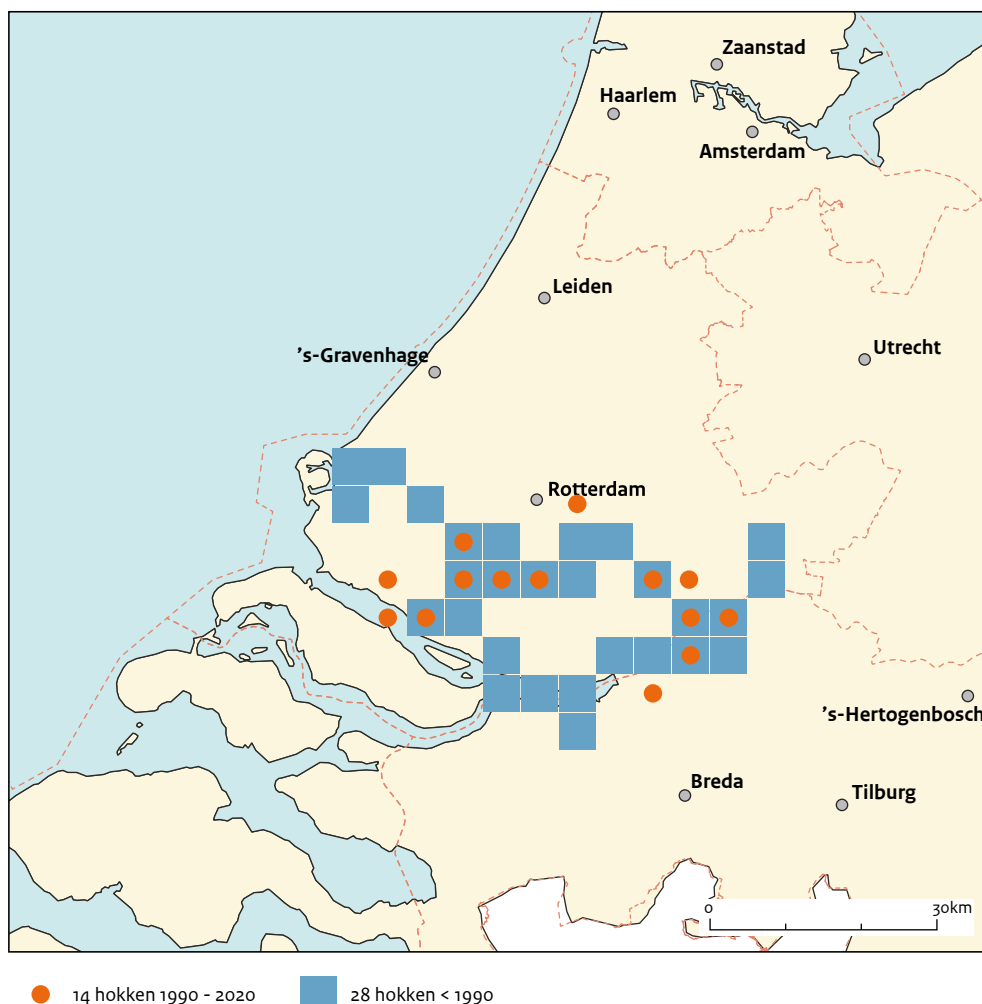 Zaanstad
Haarlem
Amsterdam
Leiden
Utrecht
’s-Gravenhage
Rotterdam
’s-Hertogenbosch
Breda
Tilburg
0 30km
14 hokken 1990 - 2020 28 hokken < 1990